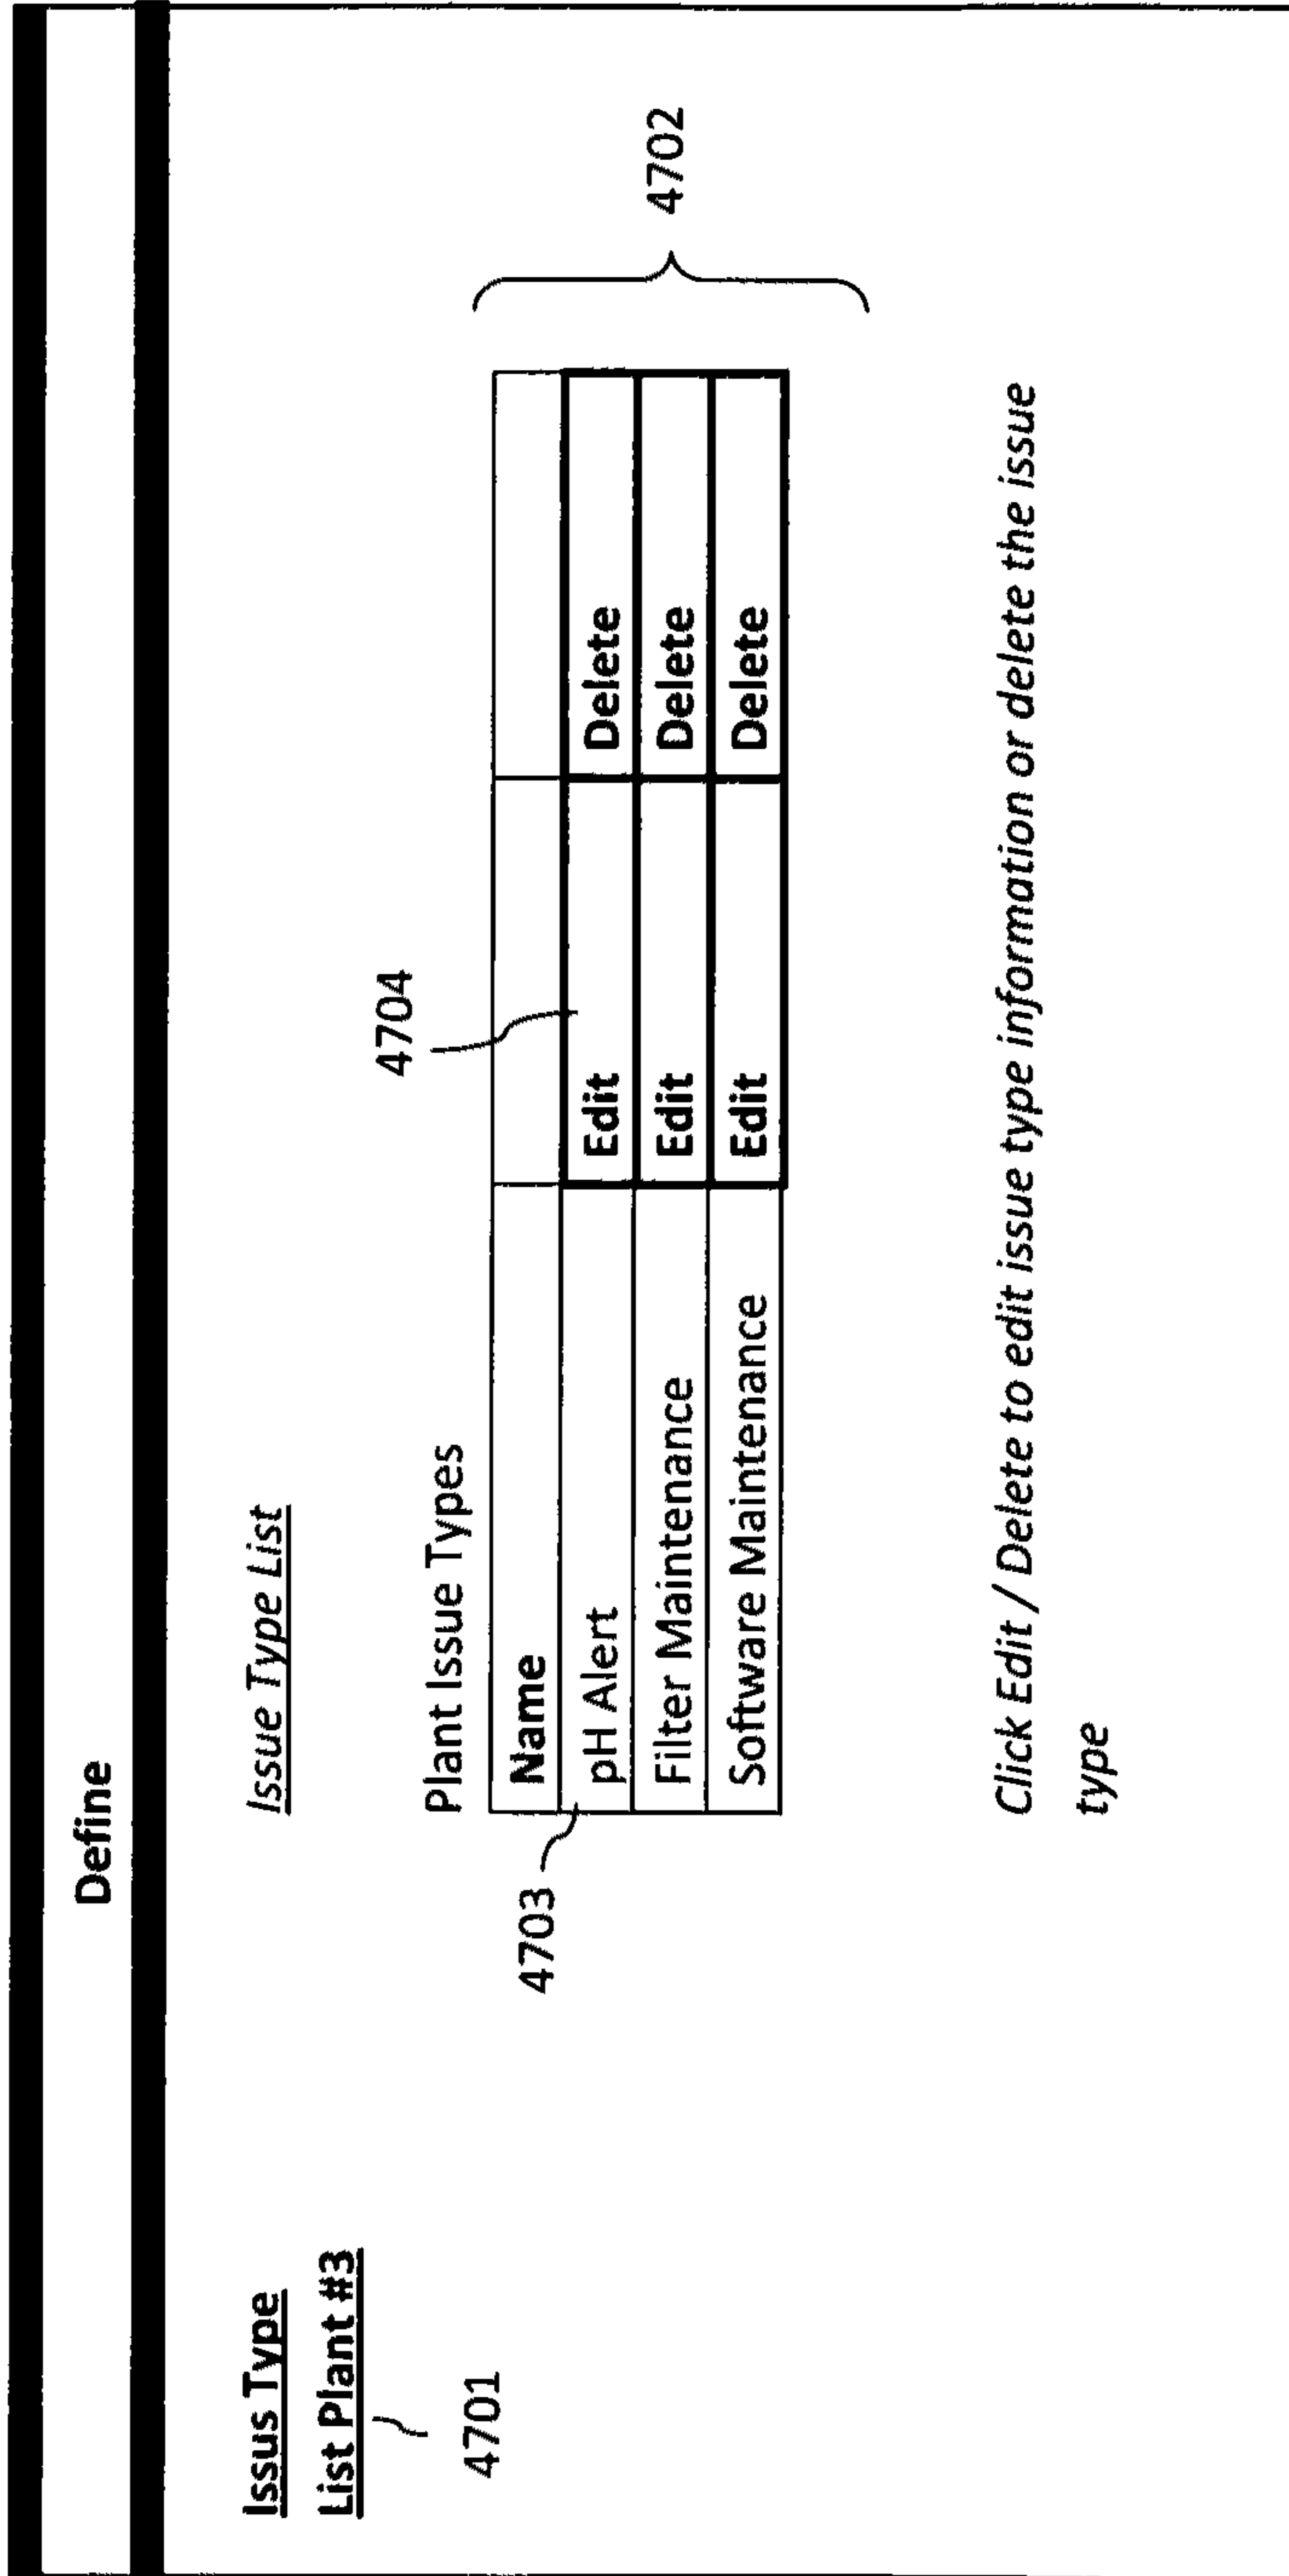 Define
Issus Type
List Plant #3
4701
Issue Type List
4704
Plant Issue Types
4703
Name
pH Alert Edit Delete
Filter Maintenance Edit Delete
Software Maintenance Edit Delete
4702
Click Edit / Delete to edit issue type information or delete the issue
type